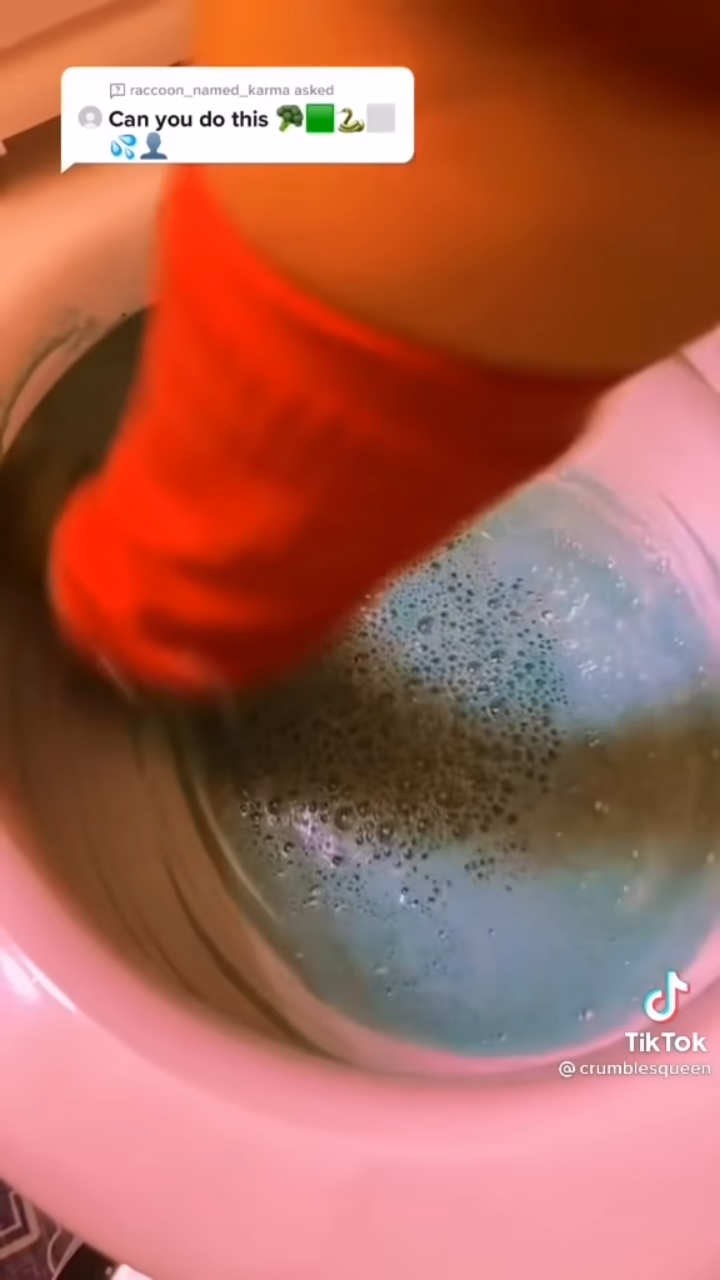 raccoon_named_karma asked
Can you do this 🥦🟩🐍⬜
💦👤
TikTok
@crumblesqueen